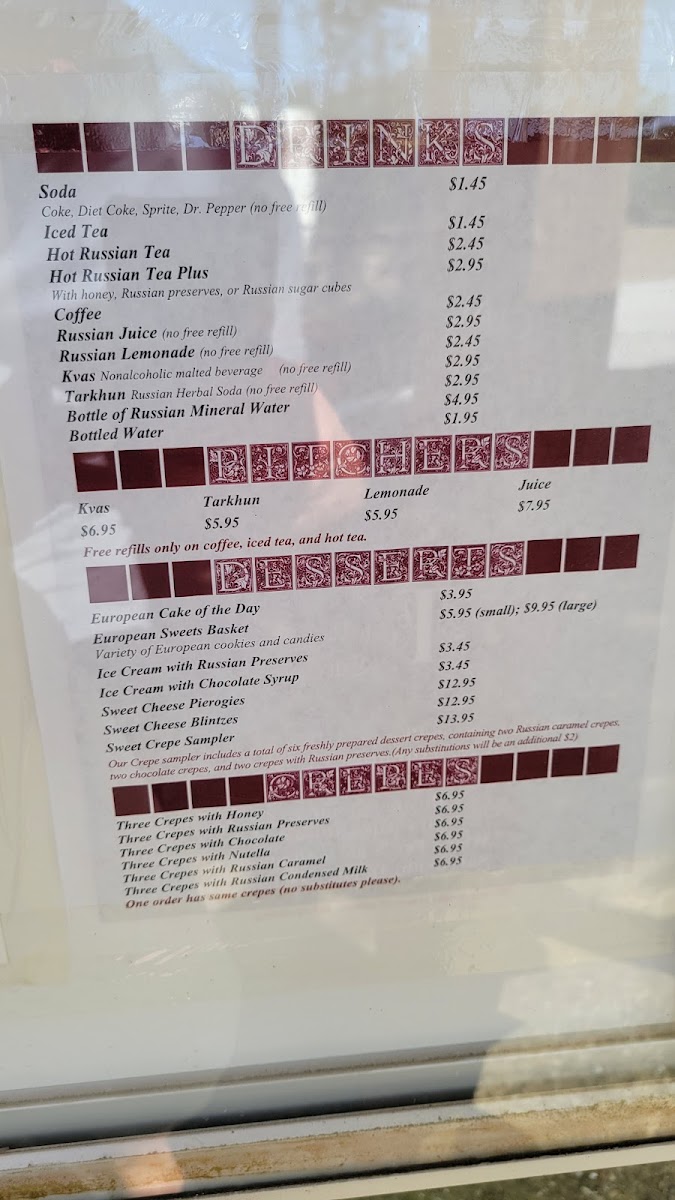 DRINKS
Soda $1.45
Coke, Diet Coke, Sprite, Dr. Pepper (no free refill)
Iced Tea $1.45
Hot Russian Tea $2.45
Hot Russian Tea Plus $2.95
With honey, Russian preserves, or Russian sugar cubes
Coffee $2.45
Russian Juice (no free refill) $2.95
Russian Lemonade (no free refill) $2.45
Kvas Nonalcoholic malted beverage (no free refill) $2.95
Tarkhun Russian Herbal Soda (no free refill) $2.95
Bottle of Russian Mineral Water $4.95
Bottled Water $1.95
PITCHERS
Kvas Tarkhun Lemonade Juice
$6.95 $5.95 $5.95 $7.95
Free refills only on coffee, iced tea, and hot tea.
DESSERTS
European Cake of the Day $3.95
European Sweets Basket $5.95 (small); $9.95 (large)
Variety of European cookies and candies
Ice Cream with Russian Preserves $3.45
Ice Cream with Chocolate Syrup $3.45
Sweet Cheese Pierogies $12.95
Sweet Cheese Blintzes $12.95
Sweet Crepe Sampler $13.95
Our Crepe sampler includes a total of six freshly prepared dessert crepes, containing two Russian caramel crepes,
two chocolate crepes, and two crepes with Russian preserves.(Any substitutions will be an additional $2)
CREPES
Three Crepes with Honey $6.95
Three Crepes with Russian Preserves $6.95
Three Crepes with Chocolate $6.95
Three Crepes with Nutella $6.95
Three Crepes with Russian Caramel $6.95
Three Crepes with Russian Condensed Milk $6.95
One order has same crepes (no substitutes please).